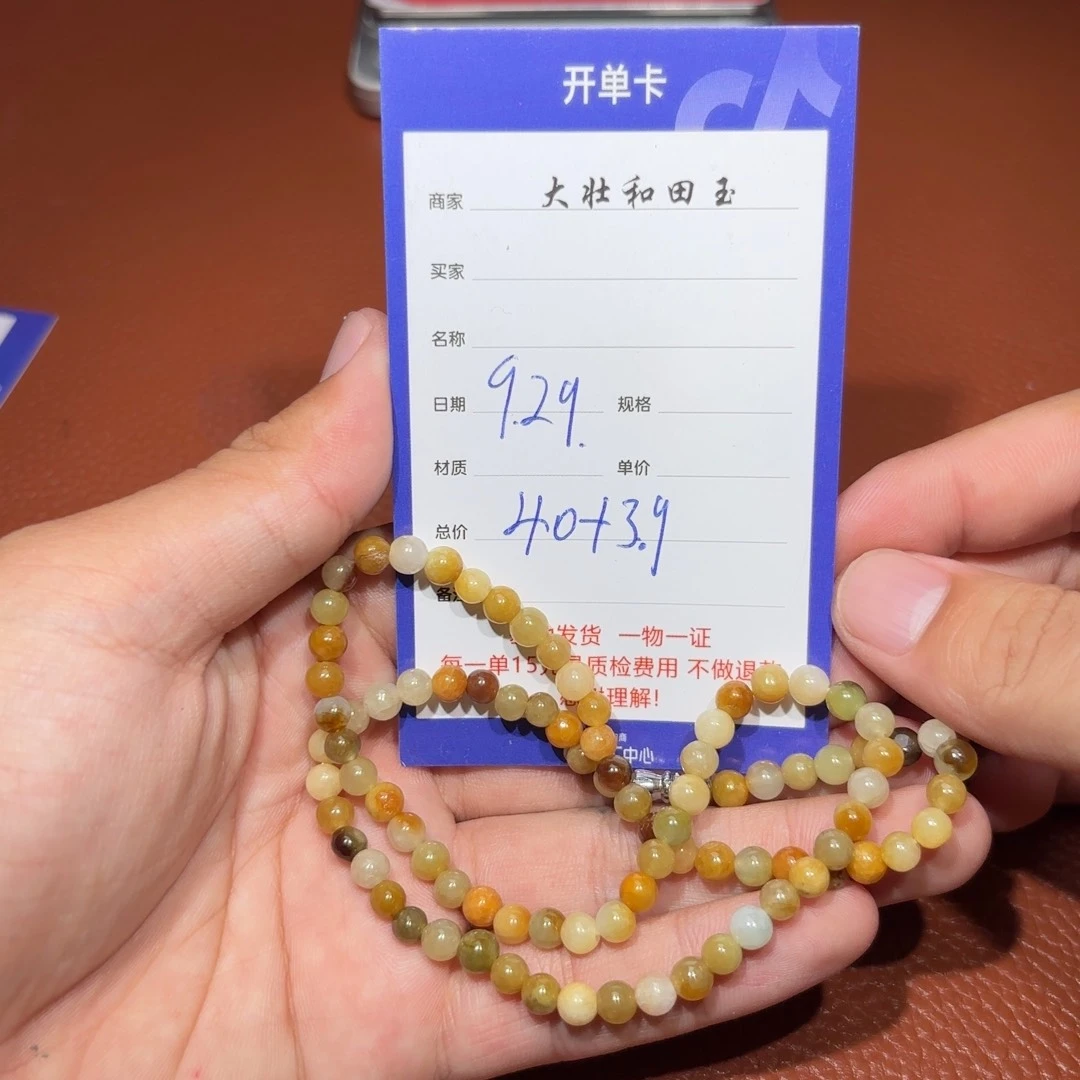 开单卡
商家 大壮和田玉
买家
名称
日期 9.29. 规格
材质 单价
总价 40+3.9
备注
发货 一物一证
每一单15 质检费用 不做退
理解!
中心